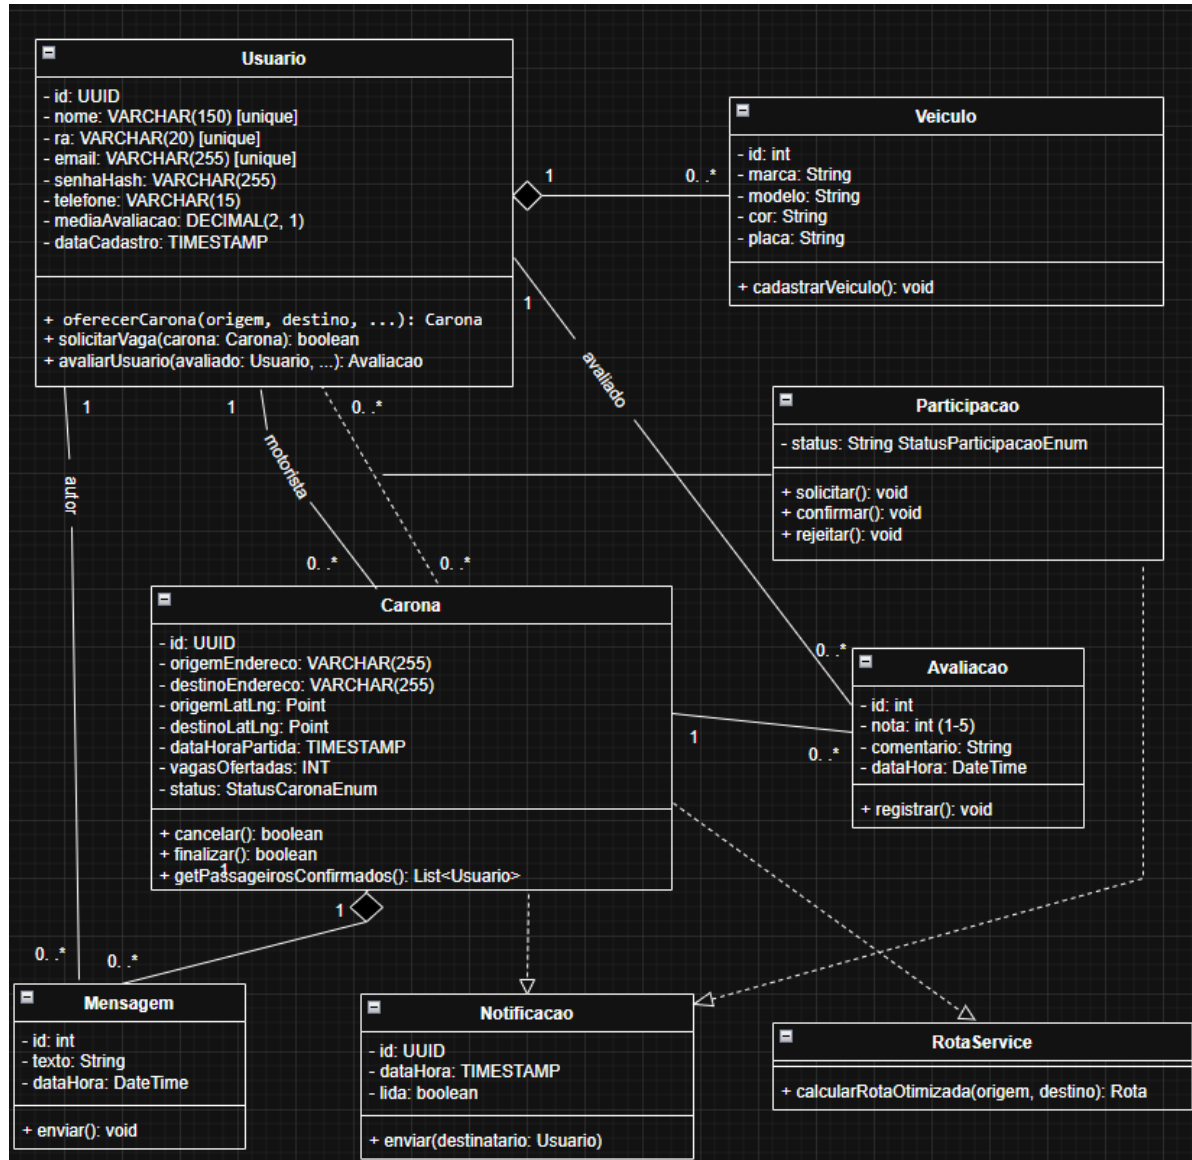 Usuario
- id: UUID
- nome: VARCHAR(150) [unique]
- ra: VARCHAR(20) [unique]
- email: VARCHAR(255) [unique]
- senhaHash: VARCHAR(255)
- telefone: VARCHAR(15)
- mediaAvaliacao: DECIMAL(2, 1)
- dataCadastro: TIMESTAMP
+ oferecerCarona(origem, destino, ...): Carona
+ solicitarVaga(carona: Carona): boolean
+ avaliarUsuario(avaliado: Usuario, ...): Avaliacao
1
0. .*
Veiculo
- id: int
- marca: String
- modelo: String
- cor: String
- placa: String
+ cadastrarVeiculo(): void
1
avaliado
0. .*
1
autor
0. .*
1
motorista
0. .*
0. .*
0. .*
Participacao
- status: String StatusParticipacaoEnum
+ solicitar(): void
+ confirmar(): void
+ rejeitar(): void
Carona
- id: UUID
- origemEndereco: VARCHAR(255)
- destinoEndereco: VARCHAR(255)
- origemLatLng: Point
- destinoLatLng: Point
- dataHoraPartida: TIMESTAMP
- vagasOfertadas: INT
- status: StatusCaronaEnum
+ cancelar(): boolean
+ finalizar(): boolean
1
+ getPassageirosConfirmados(): List<Usuario>
1
0. .*
Avaliacao
- id: int
- nota: int (1-5)
- comentario: String
- dataHora: DateTime
+ registrar(): void
1
0. .*
Mensagem
- id: int
- texto: String
- dataHora: DateTime
+ enviar(): void
Notificacao
- id: UUID
- dataHora: TIMESTAMP
- lida: boolean
+ enviar(destinatario: Usuario)
RotaService
+ calcularRotaOtimizada(origem, destino): Rota